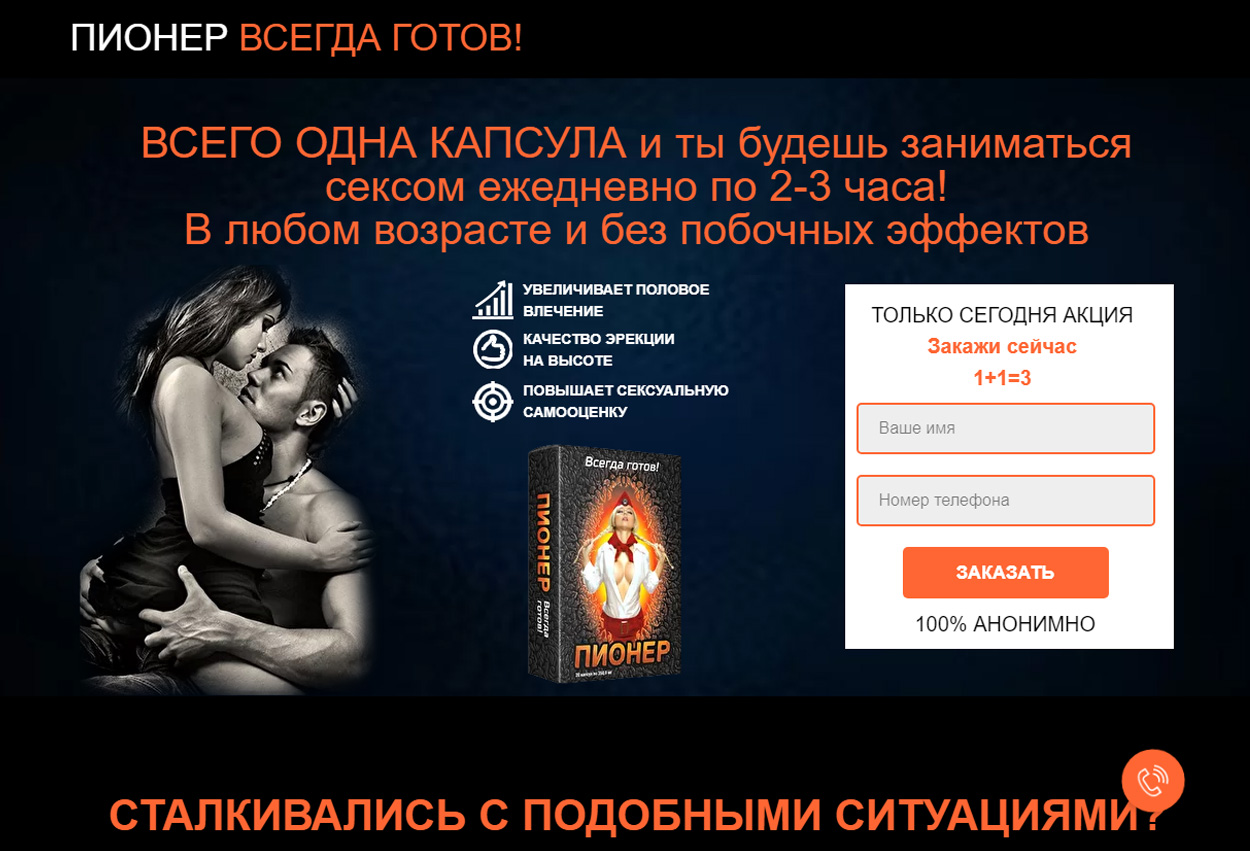 ПИОНЕР ВСЕГДА ГОТОВ!
ВСЕГО ОДНА КАПСУЛА и ты будешь заниматься
сексом ежедневно по 2-3 часа!
В любом возрасте и без побочных эффектов
УВЕЛИЧИВАЕТ ПОЛОВОЕ
ВЛЕЧЕНИЕ
КАЧЕСТВО ЭРЕКЦИИ
НА ВЫСОТЕ
ПОВЫШАЕТ СЕКСУАЛЬНУЮ
САМООЦЕНКУ
Всегда готов!
ПИОНЕР
Всегда
готов!
ПИОНЕР
ТОЛЬКО СЕГОДНЯ АКЦИЯ
Закажи сейчас
1+1=3
Ваше имя
Номер телефона
ЗАКАЗАТЬ
100% АНОНИМНО
СТАЛКИВАЛИСЬ С ПОДОБНЫМИ СИТУАЦИЯМИ?